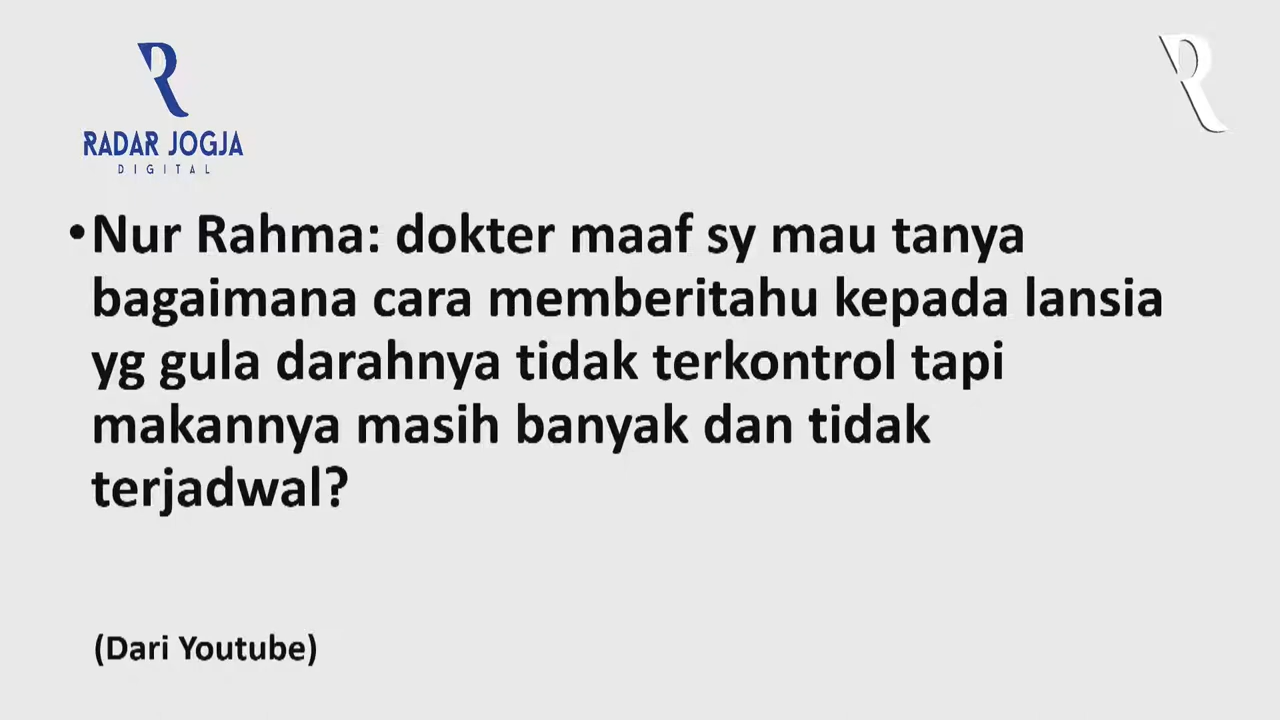 RADAR JOGJA
DIGITAL
•Nur Rahma: dokter maaf sy mau tanya
bagaimana cara memberitahu kepada lansia
yg gula darahnya tidak terkontrol tapi
makannya masih banyak dan tidak
terjadwal?
(Dari Youtube)